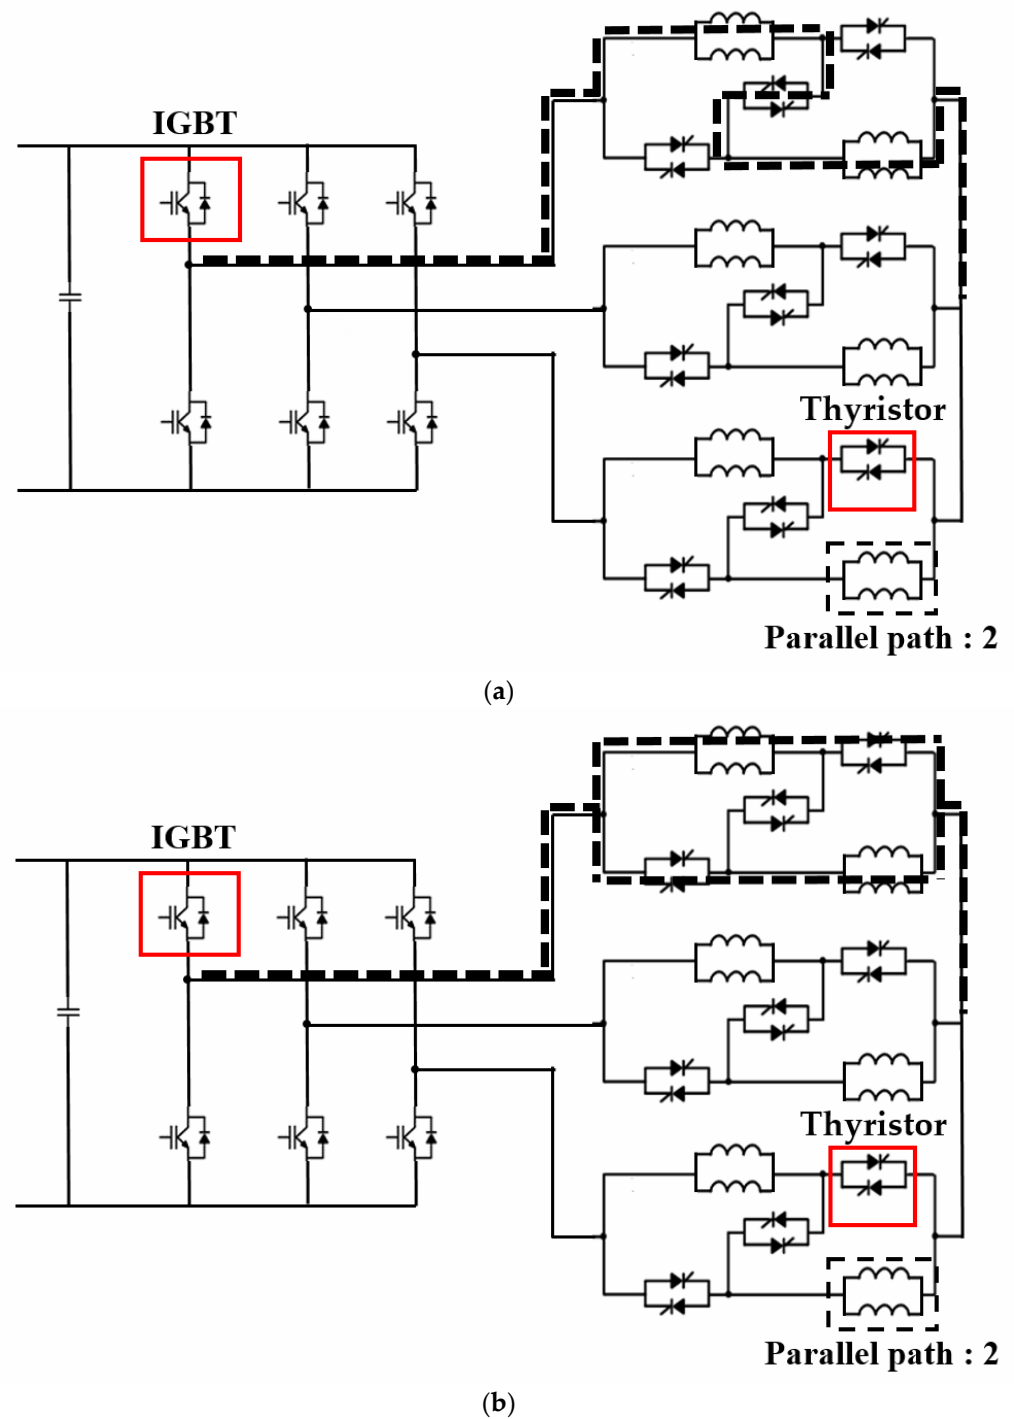 IGBT
Thyristor
Parallel path : 2
(a)
IGBT
Thyristor
Parallel path : 2
(b)